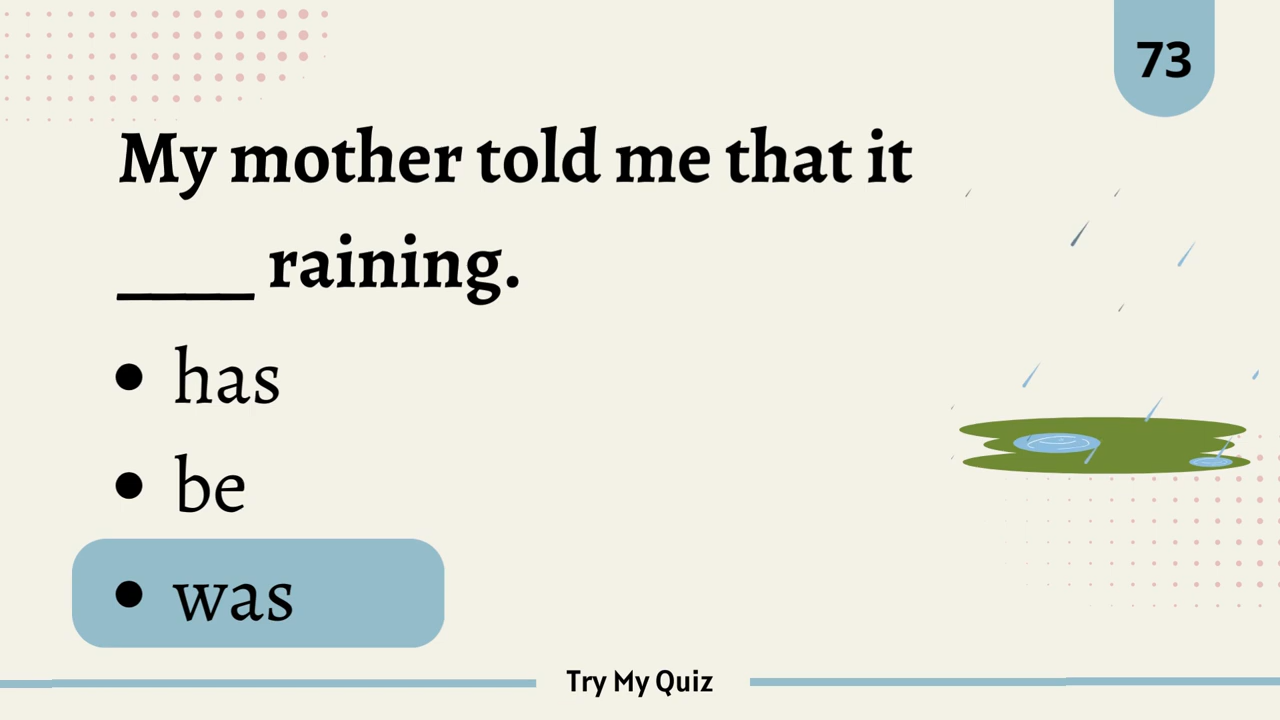 73
My mother told me that it
____ raining.
• has
• be
• was
Try My Quiz